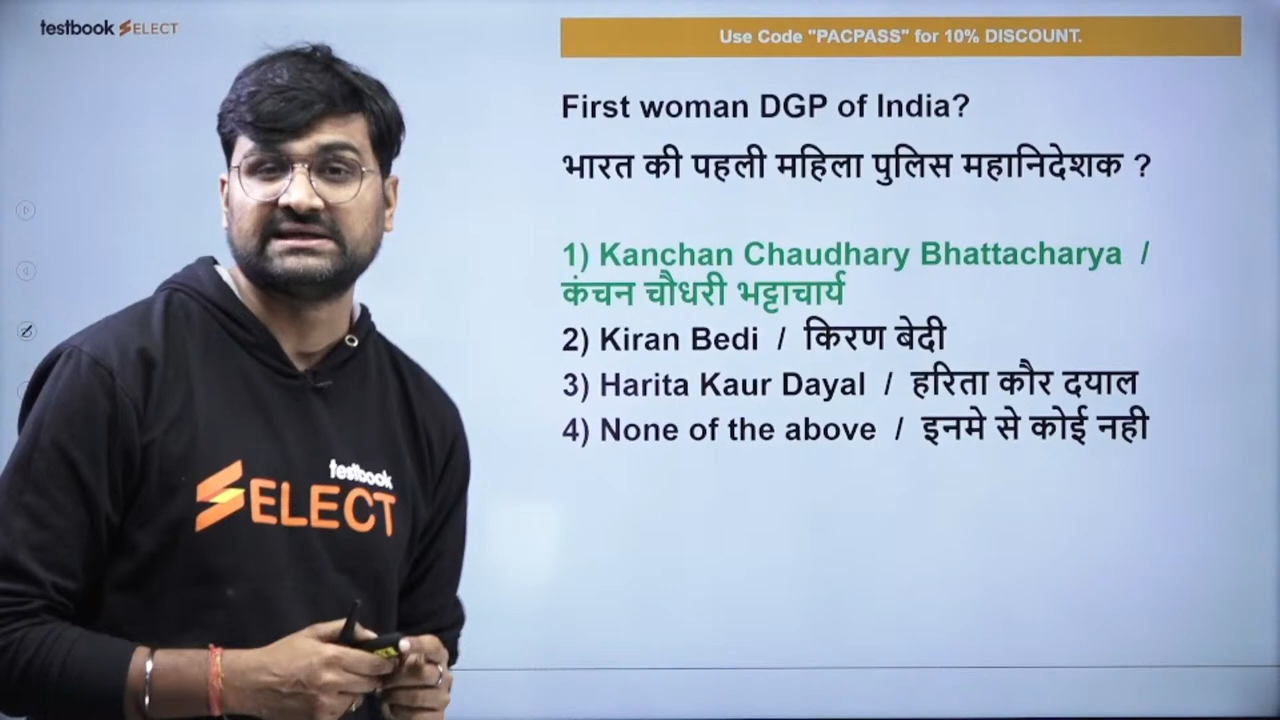 testbook SELECT
Use Code "PACPASS" for 10% DISCOUNT.
First woman DGP of India?
भारत की पहली महिला पुलिस महानिदेशक ?
1) Kanchan Chaudhary Bhattacharya /
कंचन चौधरी भट्टाचार्य
2) Kiran Bedi / किरण बेदी
3) Harita Kaur Dayal / हरिता कौर दयाल
4) None of the above / इनमे से कोई नही
testbook
SELECT